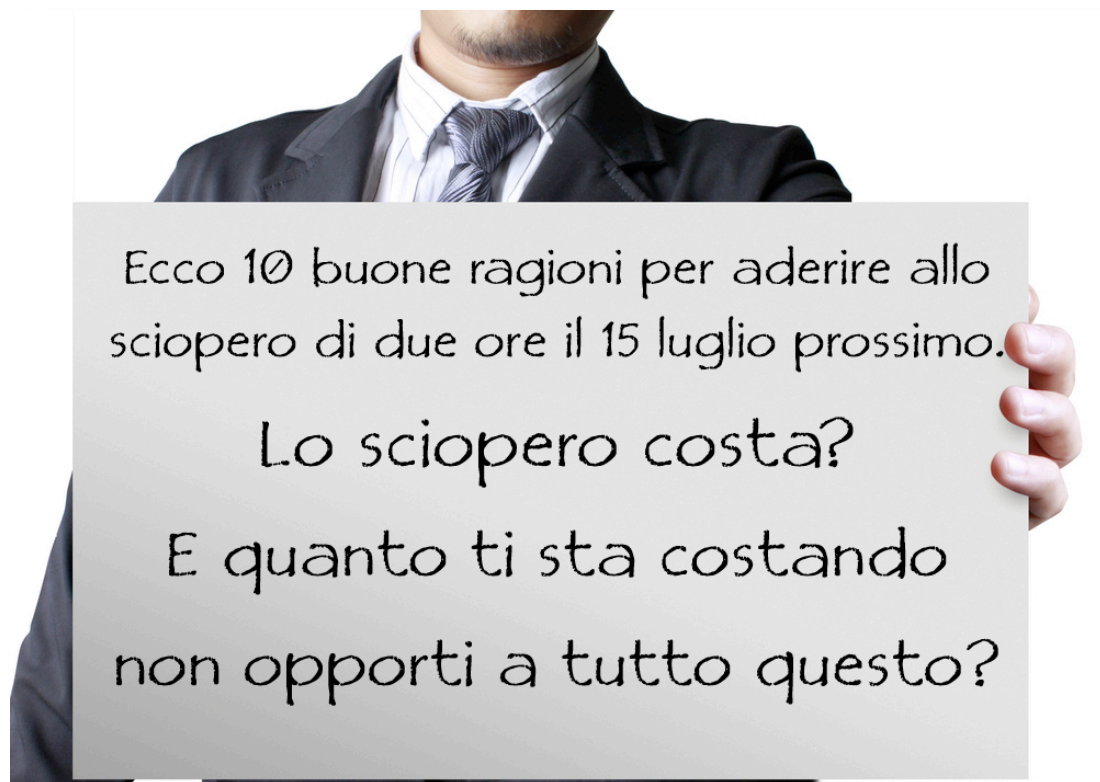 Ecco 10 buone ragioni per aderire allo
sciopero di due ore il 15 luglio prossimo.
Lo sciopero costa?
E quanto ti sta costando
non opporti a tutto questo?